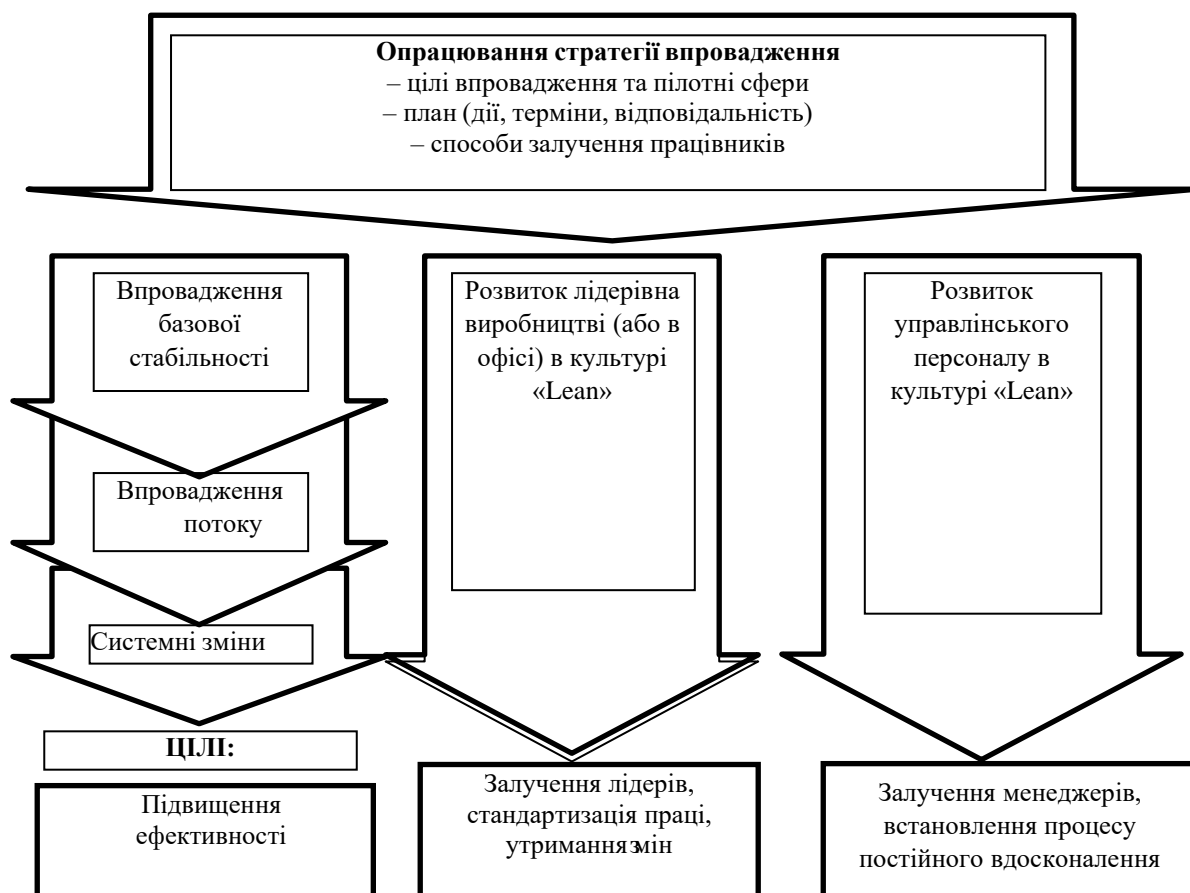 Опрацювання стратегії впровадження
– цілі впровадження та пілотні сфери
– план (дії, терміни, відповідальність)
– способи залучення працівників
Впровадження
базової
стабільності
Впровадження
потоку
Системні зміни
Розвиток лідерівна
виробництві (або в
офісі) в культурі
«Lean»
Розвиток
управлінського
персоналу в
культурі «Lean»
ЦІЛІ:
Підвищення
ефективності
Залучення лідерів,
стандартизація праці,
утримання змін
Залучення менеджерів,
встановлення процесу
постійного вдосконалення